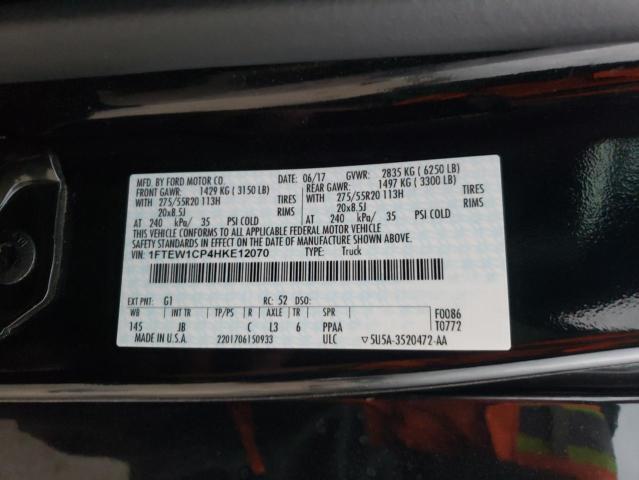 MFD. BY FORD MOTOR CO. DATE: 06/17 GVWR: 2835 KG ( 6250 LB)
FRONT GAWR: 1429 KG ( 3150 LB) REAR GAWR: 1497 KG ( 3300 LB)
WITH 275/55R20 113H TIRES WITH 275/55R20 113H TIRES
20x8.5J RIMS 20x8.5J RIMS
AT 240 kPa/ 35 PSI COLD AT 240 kPa/ 35 PSI COLD
THIS VEHICLE CONFORMS TO ALL APPLICABLE FEDERAL MOTOR VEHICLE
SAFETY STANDARDS IN EFFECT ON THE DATE OF MANUFACTURE SHOWN ABOVE.
VIN: 1FTEW1CP4HKE12070 TYPE: Truck
EXT PNT: G1 RC: 52 DSO: F0086
WB INT TR TP/PS R AXLE TR SPR T0772
145 JB C L3 6 PPAA
MADE IN U.S.A. 2201706150933 ULC 5U5A-3520472-AA